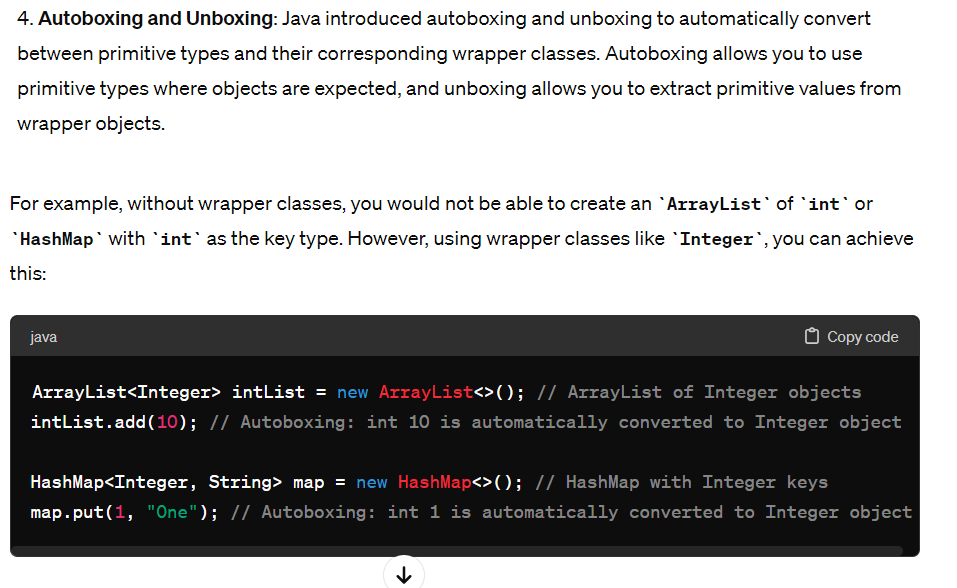 4. Autoboxing and Unboxing: Java introduced autoboxing and unboxing to automatically convert
between primitive types and their corresponding wrapper classes. Autoboxing allows you to use
primitive types where objects are expected, and unboxing allows you to extract primitive values from
wrapper objects.
For example, without wrapper classes, you would not be able to create an `ArrayList` of `int` or
`HashMap` with `int` as the key type. However, using wrapper classes like `Integer`, you can achieve
this:
java Copy code
ArrayList<Integer> intList = new ArrayList<>(); // ArrayList of Integer objects
intList.add(10); // Autoboxing: int 10 is automatically converted to Integer object
HashMap<Integer, String> map = new HashMap<>(); // HashMap with Integer keys
map.put(1, "One"); // Autoboxing: int 1 is automatically converted to Integer object